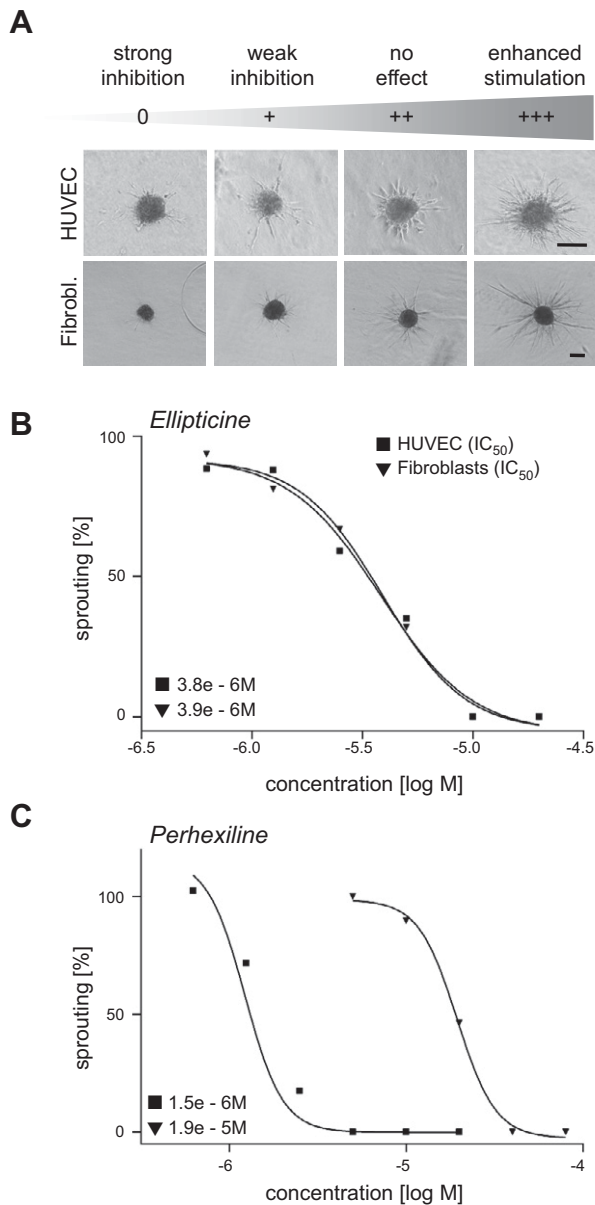 A
strong inhibition
weak inhibition
no effect
enhanced stimulation
0 + ++ +++
HUVEC
Fibrobl.
B
Ellipticine
HUVEC (IC50)
Fibroblasts (IC50)
sprouting [%]
100
50
0
3.8e - 6M
3.9e - 6M
-6.5 -6.0 -5.5 -5.0 -4.5
concentration [log M]
C
Perhexiline
sprouting [%]
100
50
0
1.5e - 6M
1.9e - 5M
-6 -5 -4
concentration [log M]